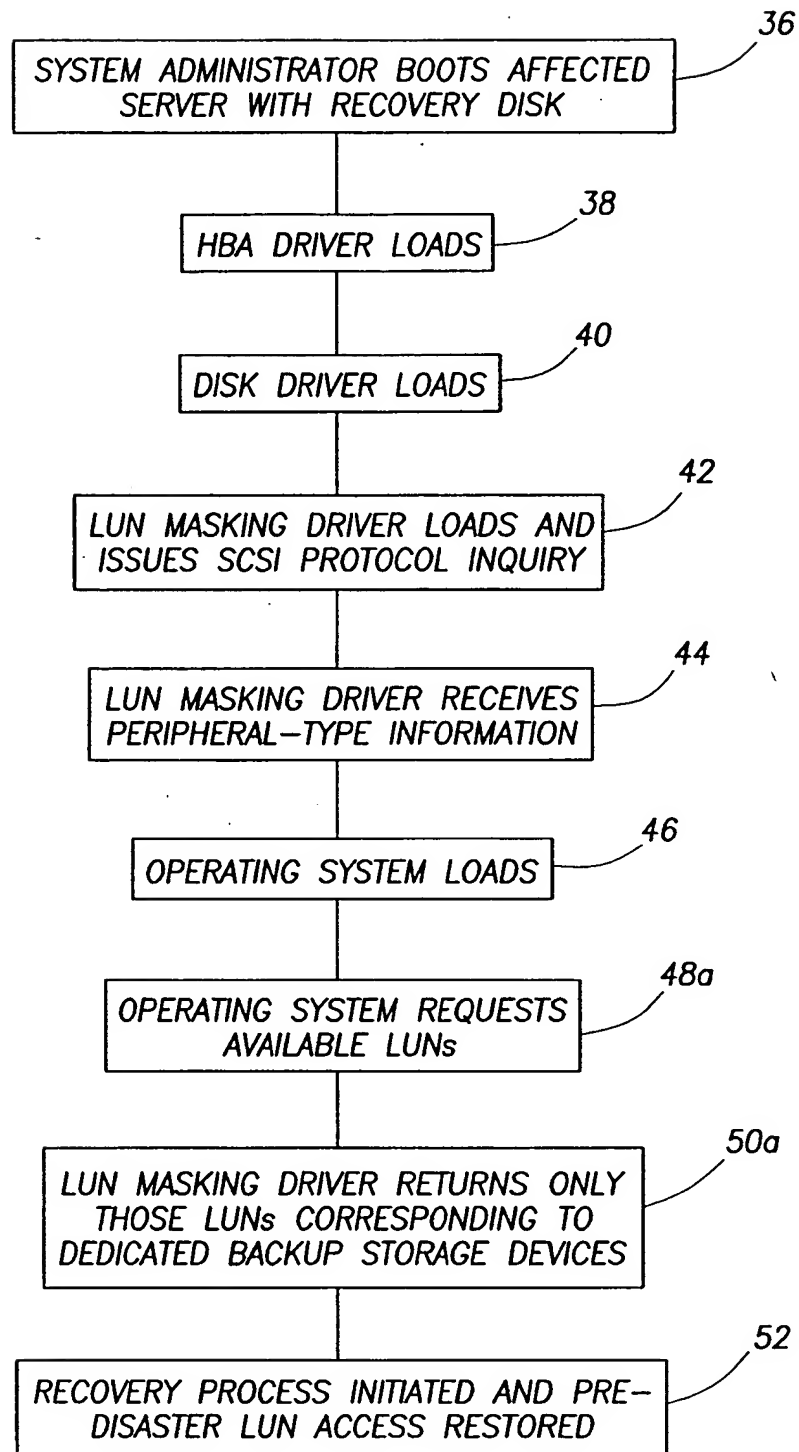 36
SYSTEM ADMINISTRATOR BOOTS AFFECTED
SERVER WITH RECOVERY DISK
38
HBA DRIVER LOADS
40
DISK DRIVER LOADS
42
LUN MASKING DRIVER LOADS AND
ISSUES SCSI PROTOCOL INQUIRY
44
LUN MASKING DRIVER RECEIVES
PERIPHERAL–TYPE INFORMATION
46
OPERATING SYSTEM LOADS
48a
OPERATING SYSTEM REQUESTS
AVAILABLE LUNs
50a
LUN MASKING DRIVER RETURNS ONLY
THOSE LUNs CORRESPONDING TO
DEDICATED BACKUP STORAGE DEVICES
52
RECOVERY PROCESS INITIATED AND PRE–
DISASTER LUN ACCESS RESTORED